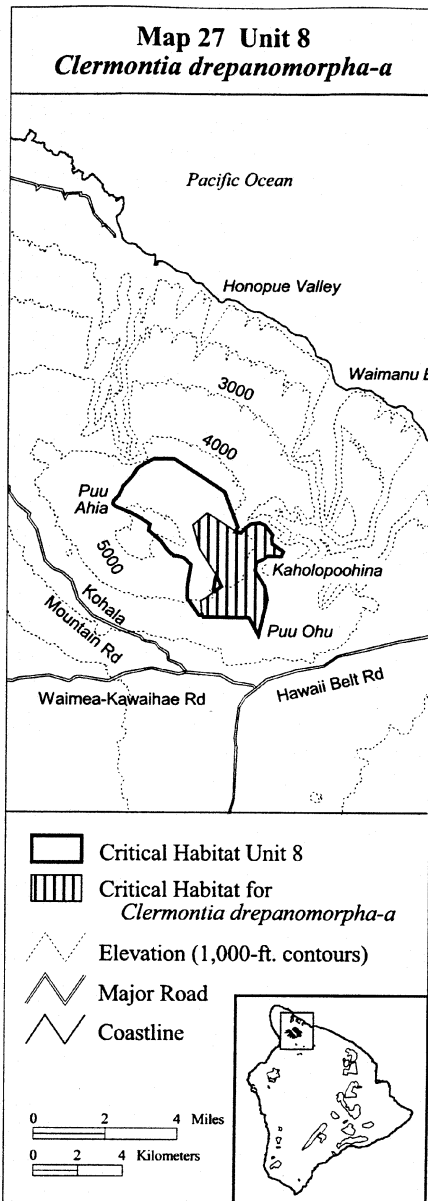 Map 27 Unit 8
Clermontia drepanomorpha-a
Pacific Ocean
Honopue Valley
Waimanu B
3000
4000
Puu
Ahia
5000
Kaholopoohina
Kohala
Mountain Rd
Puu Ohu
Waimea-Kawaihae Rd
Hawaii Belt Rd
Critical Habitat Unit 8
Critical Habitat for
Clermontia drepanomorpha-a
Elevation (1,000-ft. contours)
Major Road
Coastline
0 2 4 Miles
0 2 4 Kilometers